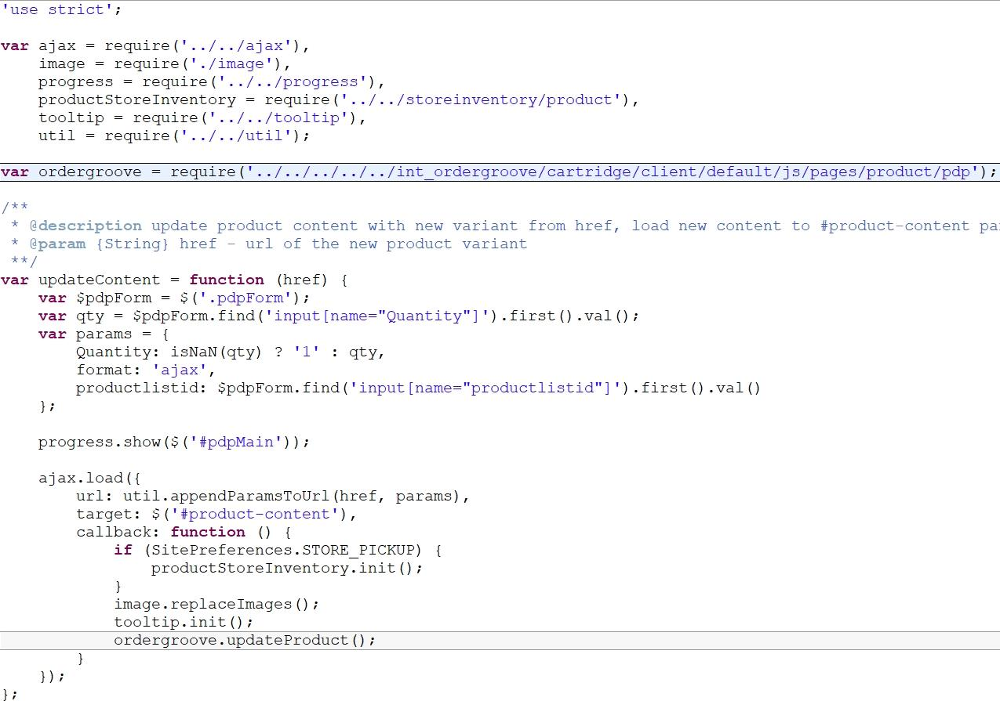 'use strict';
var ajax = require('../../ajax'),
    image = require('./image'),
    progress = require('../../progress'),
    productStoreInventory = require('../../storeinventory/product'),
    tooltip = require('../../tooltip'),
    util = require('../../util');
var ordergroove = require('../../../../../int_ordergroove/cartridge/client/default/js/pages/product/pdp');
/**
 * @description update product content with new variant from href, load new content to #product-content pa
 * @param {String} href - url of the new product variant
 **/
var updateContent = function (href) {
    var $pdpForm = $('.pdpForm');
    var qty = $pdpForm.find('input[name="Quantity"]').first().val();
    var params = {
        Quantity: isNaN(qty) ? '1' : qty,
        format: 'ajax',
        productlistid: $pdpForm.find('input[name="productlistid"]').first().val()
    };
    progress.show($('#pdpMain'));
    ajax.load({
        url: util.appendParamsToUrl(href, params),
        target: $('#product-content'),
        callback: function () {
            if (SitePreferences.STORE_PICKUP) {
                productStoreInventory.init();
            }
            image.replaceImages();
            tooltip.init();
            ordergroove.updateProduct();
        }
    });
};